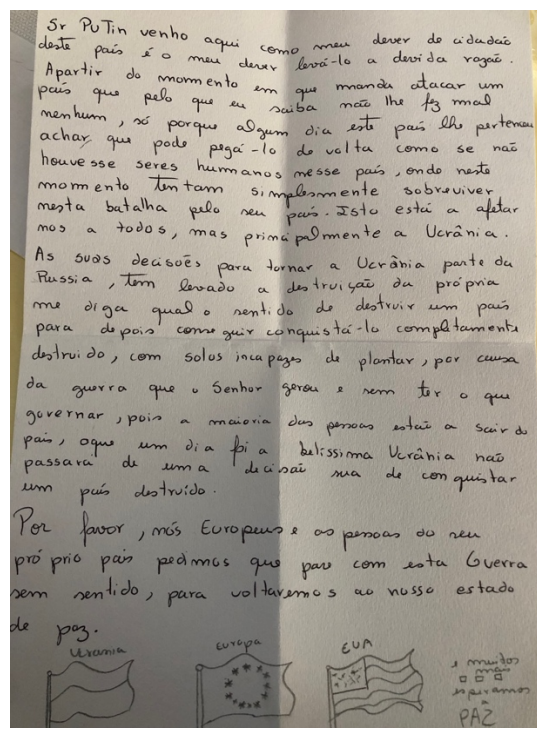 Sr Putin venho aqui como meu dever de cidadão
deste país é o meu dever levá-lo a devida razão.
Apartir do mormento em que manda atacar um
país que pelo que eu saiba não lhe fez mal
nenhum, só porque algum dia este país lhe pertenceu
achar que pode pegá-lo de volta como se não
houvesse seres humanos nesse país, onde neste
mormento tentam simplesmente sobreviver
nesta batalha pelo seu país. Isto está a afetar
nos a todos, mas principalmente a Ucrânia.
As suas decisões para tornar a Ucrânia parte da
Russia, tem levado a destruição da própria
me diga qual o sentido de destruir um país
para depois conseguir conquistá-lo completamente
destruido, com solos incapazes de plantar, por causa
da guerra que o Senhor gerou e sem ter o que
governar, pois a maioria das pessoas estão a sair do
país, oque um dia foi a belissima Ucrânia não
passará de uma decisão sua de conquistar
um país destruído.
Por favor, nós Europeus e as pessoas do seu
próprio país pedimos que pare com esta Guerra
sem sentido, para voltarmos ao nosso estado
de paz.
Ucrania
Europa
EUA
e muitos
mais
espiramos
a
PAZ